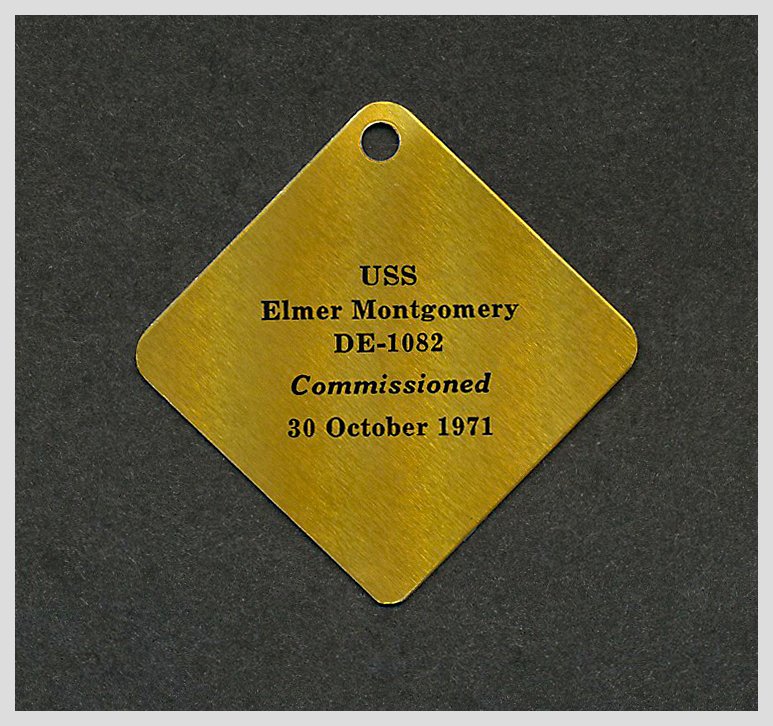 USS
Elmer Montgomery
DE-1082
Commissioned
30 October 1971